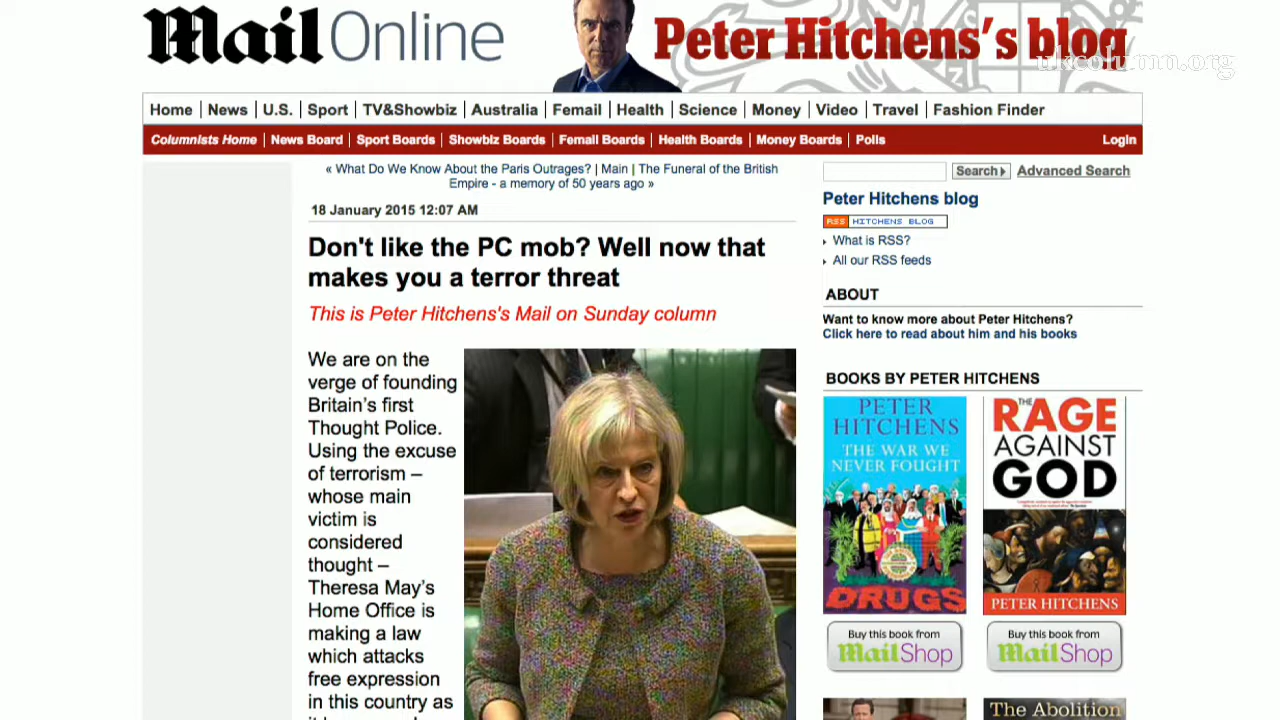 Mail Online
Peter Hitchens's blog
ukcolumn.org
Home | News | U.S. | Sport | TV&Showbiz | Australia | Femail | Health | Science | Money | Video | Travel | Fashion Finder
Columnists Home | News Board | Sport Boards | Showbiz Boards | Femail Boards | Health Boards | Money Boards | Polls
Login
« What Do We Know About the Paris Outrages? | Main | The Funeral of the British
Empire - a memory of 50 years ago »
18 January 2015 12:07 AM
Don't like the PC mob? Well now that
makes you a terror threat
This is Peter Hitchens's Mail on Sunday column
We are on the
verge of founding
Britain's first
Thought Police.
Using the excuse
of terrorism –
whose main
victim is
considered
thought –
Theresa May's
Home Office is
making a law
which attacks
free expression
in this country as
Search
Advanced Search
Peter Hitchens blog
RSS HITCHENS BLOG
What is RSS?
All our RSS feeds
ABOUT
Want to know more about Peter Hitchens?
Click here to read about him and his books
BOOKS BY PETER HITCHENS
PETER
HITCHENS
THE WAR WE
NEVER FOUGHT
DRUGS
THE
RAGE
AGAINST
GOD
PETER HITCHENS
Buy this book from
MailShop
Buy this book from
MailShop
The Abolition